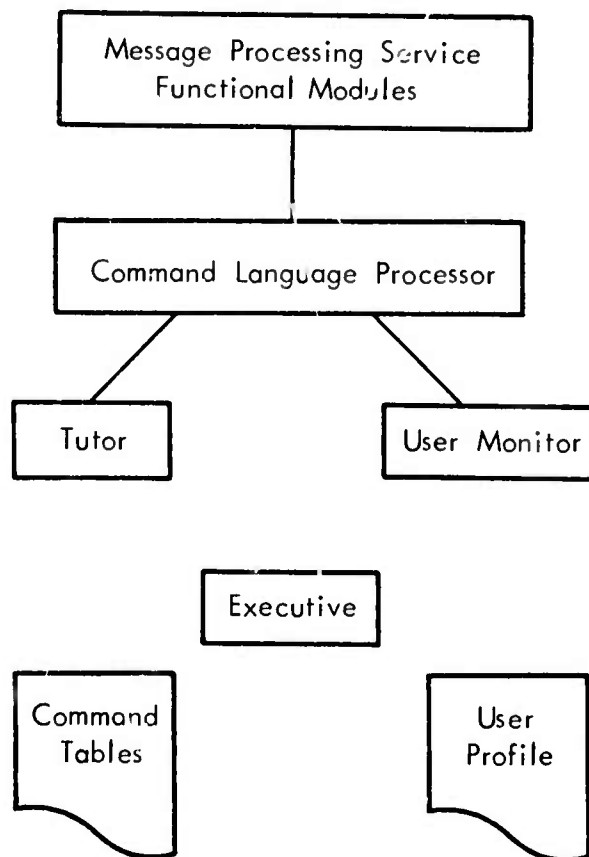 Message Processing Service
Functional Modules
Command Language Processor
Tutor
User Monitor
Executive
Command
Tables
User
Profile